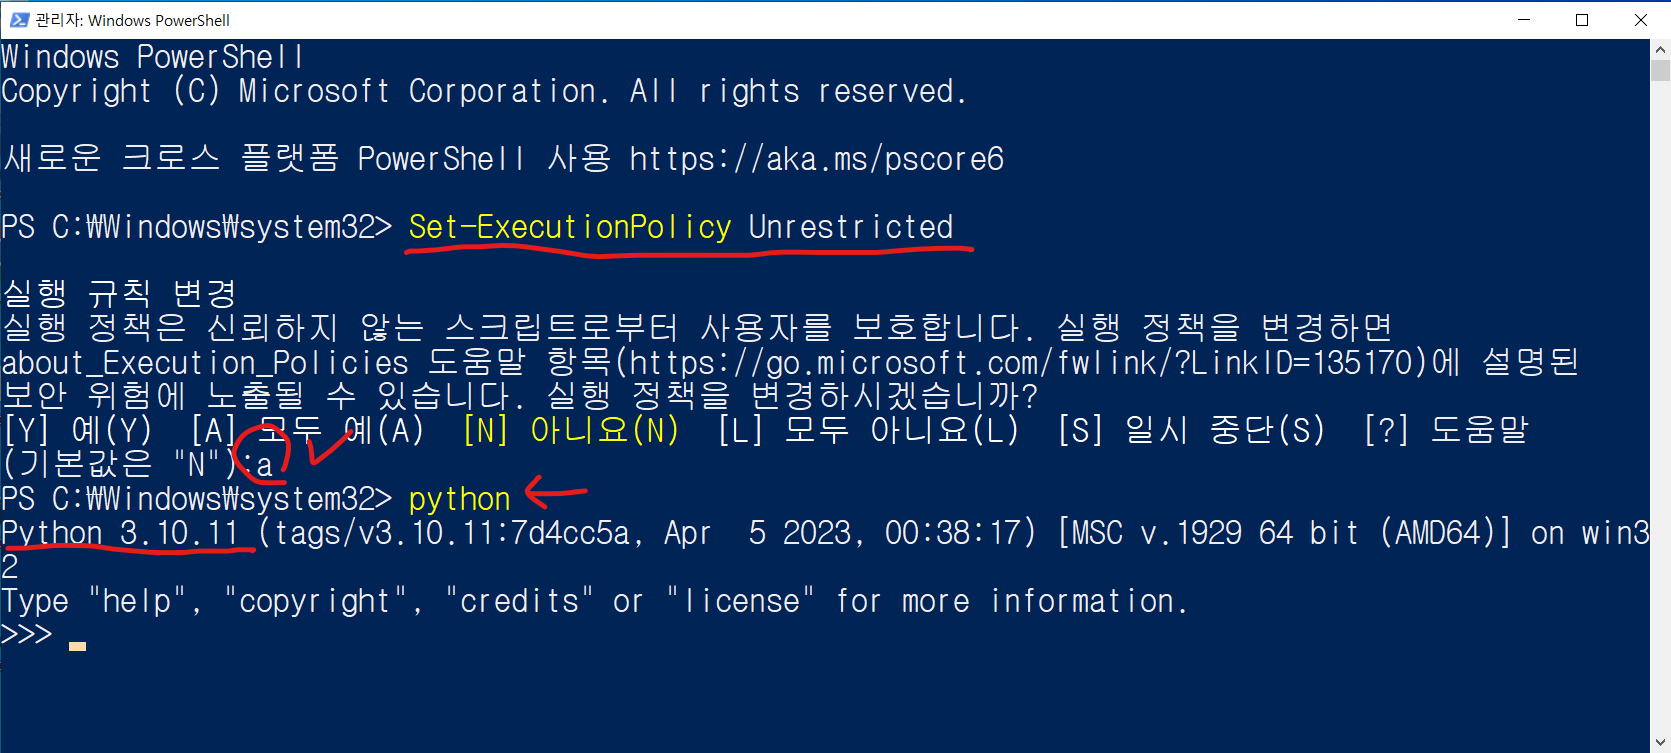 관리자: Windows PowerShell
Windows PowerShell
Copyright (C) Microsoft Corporation. All rights reserved.
새로운 크로스 플랫폼 PowerShell 사용 https://aka.ms/pscore6
PS C:₩Windows₩system32> Set-ExecutionPolicy Unrestricted
실행 규칙 변경
실행 정책은 신뢰하지 않는 스크립트로부터 사용자를 보호합니다. 실행 정책을 변경하면
about_Execution_Policies 도움말 항목(https://go.microsoft.com/fwlink/?LinkID=135170)에 설명된
보안 위험에 노출될 수 있습니다. 실행 정책을 변경하시겠습니까?
[Y] 예(Y)  [A] 모두 예(A)  [N] 아니요(N)  [L] 모두 아니요(L)  [S] 일시 중단(S)  [?] 도움말
(기본값은 "N"):a
PS C:₩Windows₩system32> python
Python 3.10.11 (tags/v3.10.11:7d4cc5a, Apr  5 2023, 00:38:17) [MSC v.1929 64 bit (AMD64)] on win3
2
Type "help", "copyright", "credits" or "license" for more information.
>>>